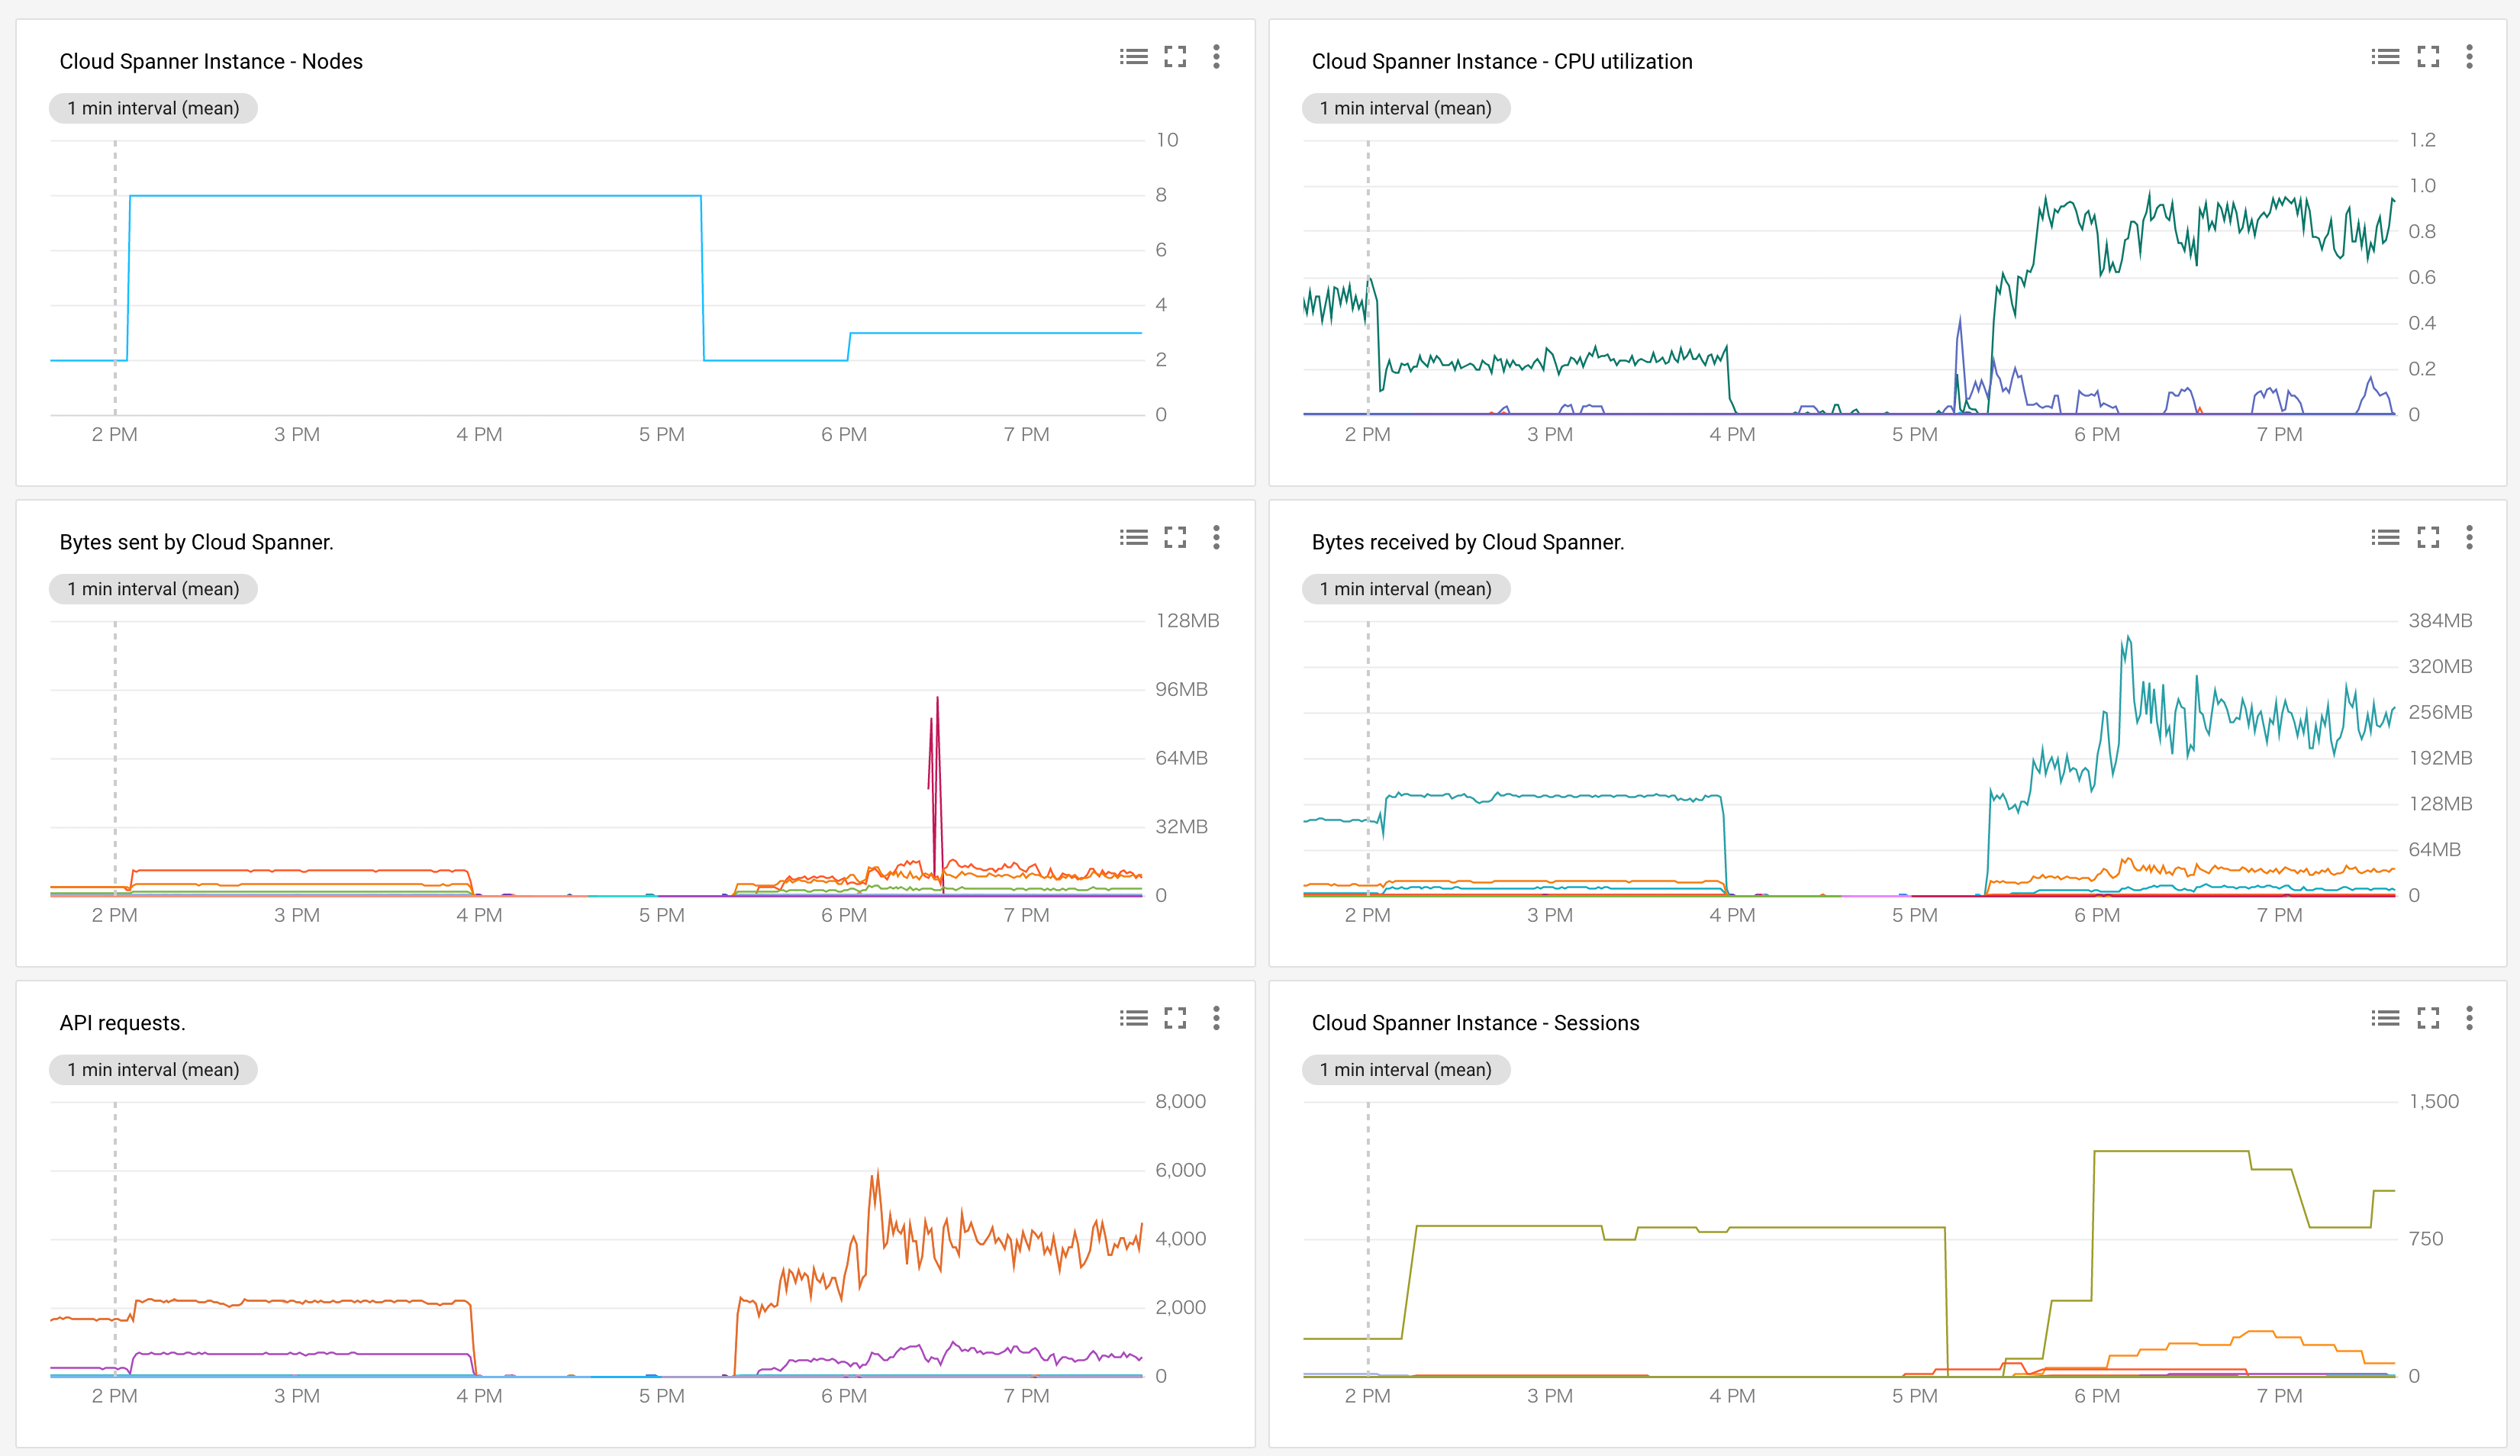 Cloud Spanner Instance - Nodes
1 min interval (mean)
10
8
6
4
2
0
2 PM 3 PM 4 PM 5 PM 6 PM 7 PM
Cloud Spanner Instance - CPU utilization
1 min interval (mean)
1.2
1.0
0.8
0.6
0.4
0.2
0
2 PM 3 PM 4 PM 5 PM 6 PM 7 PM
Bytes sent by Cloud Spanner.
1 min interval (mean)
128MB
96MB
64MB
32MB
0
2 PM 3 PM 4 PM 5 PM 6 PM 7 PM
Bytes received by Cloud Spanner.
1 min interval (mean)
384MB
320MB
256MB
192MB
128MB
64MB
0
2 PM 3 PM 4 PM 5 PM 6 PM 7 PM
API requests.
1 min interval (mean)
8,000
6,000
4,000
2,000
0
2 PM 3 PM 4 PM 5 PM 6 PM 7 PM
Cloud Spanner Instance - Sessions
1 min interval (mean)
1,500
750
0
2 PM 3 PM 4 PM 5 PM 6 PM 7 PM